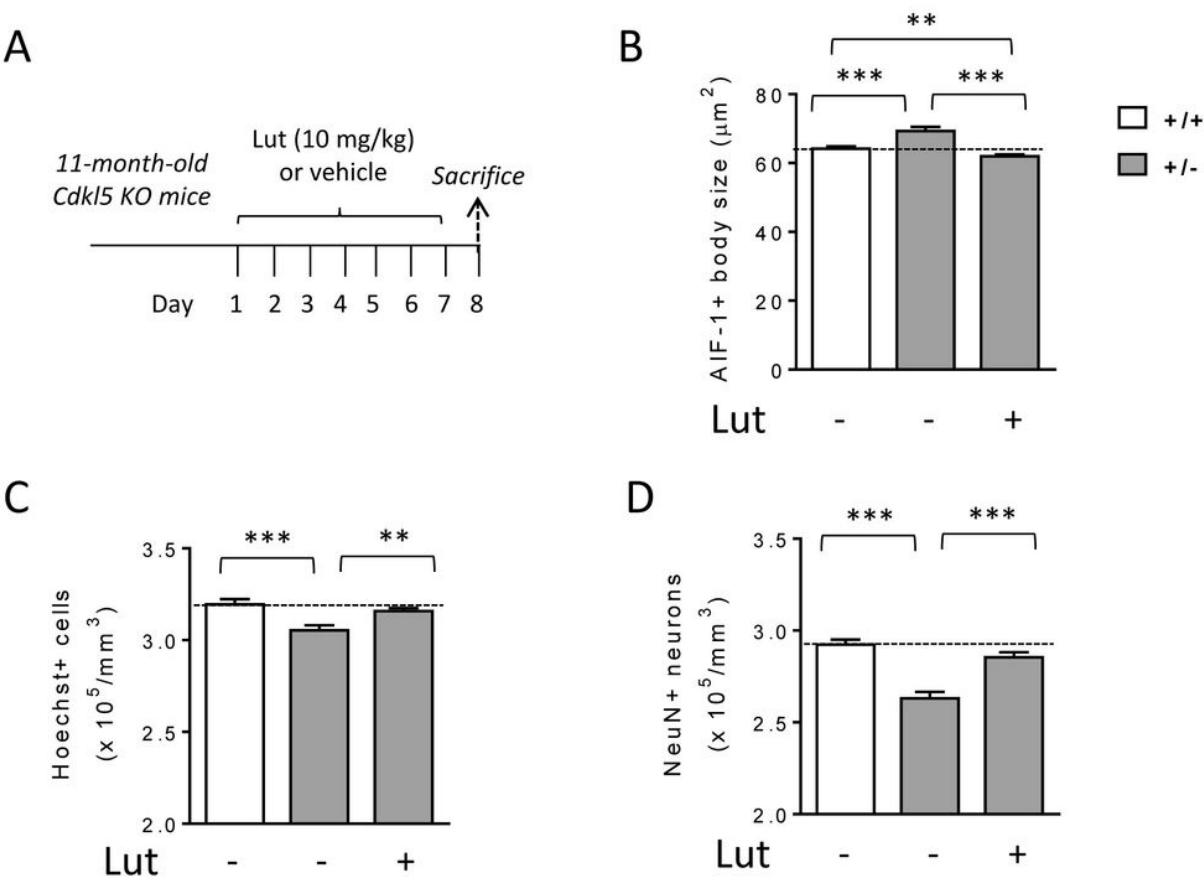 A
11-month-old
Cdkl5 KO mice
Lut (10 mg/kg)
or vehicle
Sacrifice
Day 1 2 3 4 5 6 7 8
B
**
*** ***
AIF-1+ body size (μm²)
80
60
40
20
0
Lut - - +
+/+
+/-
C
*** **
Hoechst+ cells
(x 10⁵/mm³)
3.5
3.0
2.5
2.0
Lut - - +
D
*** ***
NeuN+ neurons
(x 10⁵/mm³)
3.5
3.0
2.5
2.0
Lut - - +